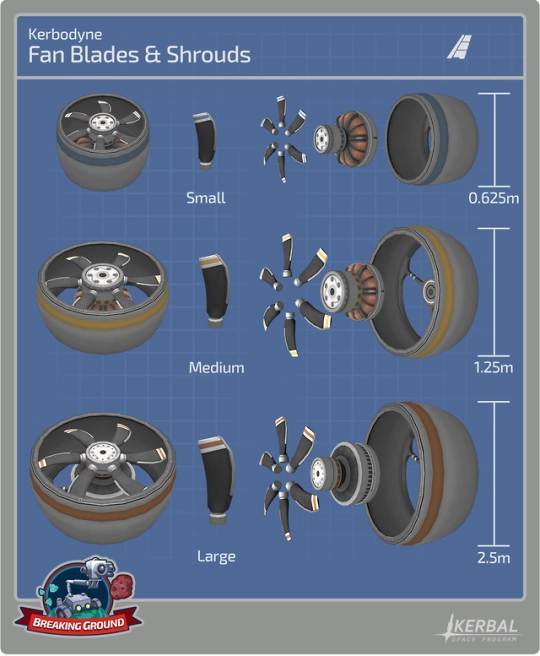 Kerbodyne
Fan Blades & Shrouds
Small
0.625m
Medium
1.25m
Large
2.5m
BREAKING GROUND
KERBAL
SPACE PROGRAM